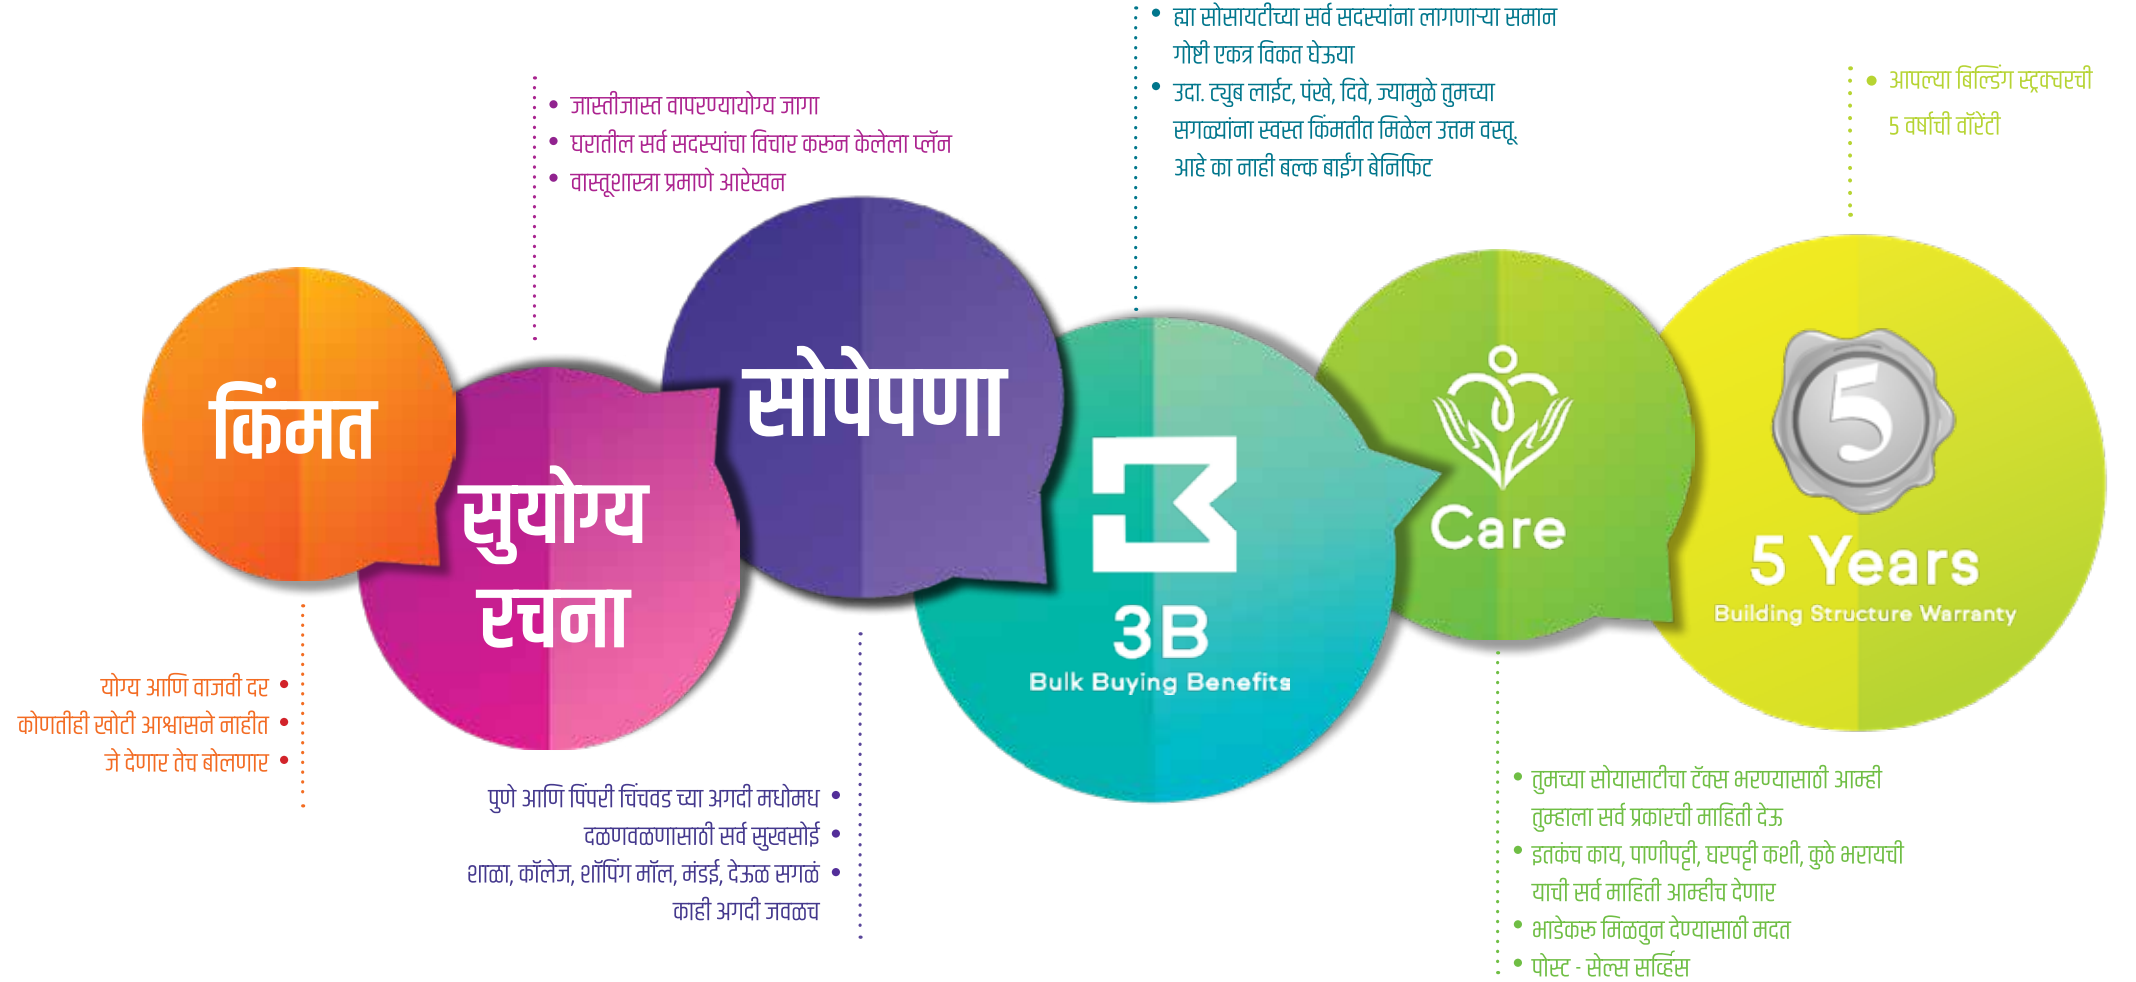 किंमत
योग्य आणि वाजवी दर •
कोणतीही खोटी आश्वासने नाहीत •
जे देणार तेच बोलणार •
• जास्तीजास्त वापरण्यायोग्य जागा
• घरातील सर्व सदस्यांचा विचार करून केलेला प्लॅन
• वास्तूशास्त्रा प्रमाणे आरेखन
सुयोग्य
रचना
सोपेपणा
पुणे आणि पिंपरी चिंचवड च्या अगदी मधोमध •
दळणवळणासाठी सर्व सुखसोई •
शाळा, कॉलेज, शॉपिंग मॉल, मंडई, देऊळ सगळं •
काही अगदी जवळच
• ह्या सोसायटीच्या सर्व सदस्यांना लागणाऱ्या समान
गोष्टी एकत्र विकत घेऊया
• उदा. ट्युब लाईट, पंखे, दिवे, ज्यामुळे तुमच्या
सगळ्यांना स्वस्त किंमतीत मिळेल उत्तम वस्तू.
आहे का नाही बल्क बाईंग बेनिफिट
3B
Bulk Buying Benefits
Care
• तुमच्या सोयासाटीचा टॅक्स भरण्यासाठी आम्ही
तुम्हाला सर्व प्रकारची माहिती देऊ
• इतकंच काय, पाणीपट्टी, घरपट्टी कशी, कुठे भरायची
याची सर्व माहिती आम्हीच देणार
• भाडेकरू मिळवुन देण्यासाठी मदत
• पोस्ट - सेल्स सर्व्हिस
• आपल्या बिल्डिंग स्ट्रक्चरची
5 वर्षाची वॉरेंटी
5
5 Years
Building Structure Warranty